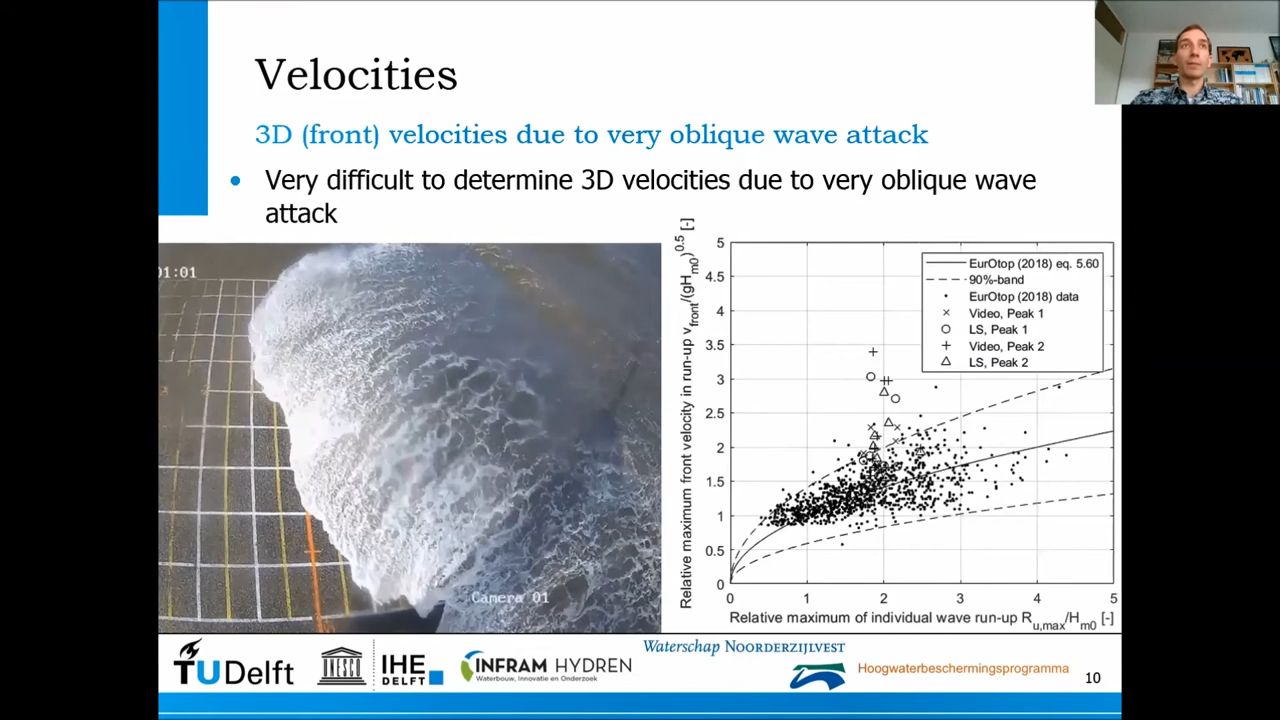 Velocities
3D (front) velocities due to very oblique wave attack
• Very difficult to determine 3D velocities due to very oblique wave
attack
01:01
Camera 01
Relative maximum front velocity in run-up v_front/(gH_m0)^0.5 [-]
5
4.5
4
3.5
3
2.5
2
1.5
1
0.5
0
EurOtop (2018) eq. 5.60
90%-band
EurOtop (2018) data
Video, Peak 1
LS, Peak 1
Video, Peak 2
LS, Peak 2
0 1 2 3 4 5
Relative maximum of individual wave run-up R_u,max/H_m0 [-]
TU Delft
UNESCO
IHE
DELFT
INFRAM HYDREN
Waterbouw, Innovatie en Onderzoek
Waterschap NOORDERZIJLVEST
Hoogwaterbeschermingsprogramma
10